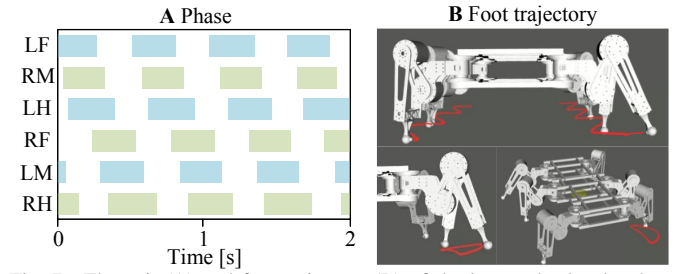 A Phase
B Foot trajectory
LF
RM
LH
RF
LM
RH
0
1
2
Time [s]